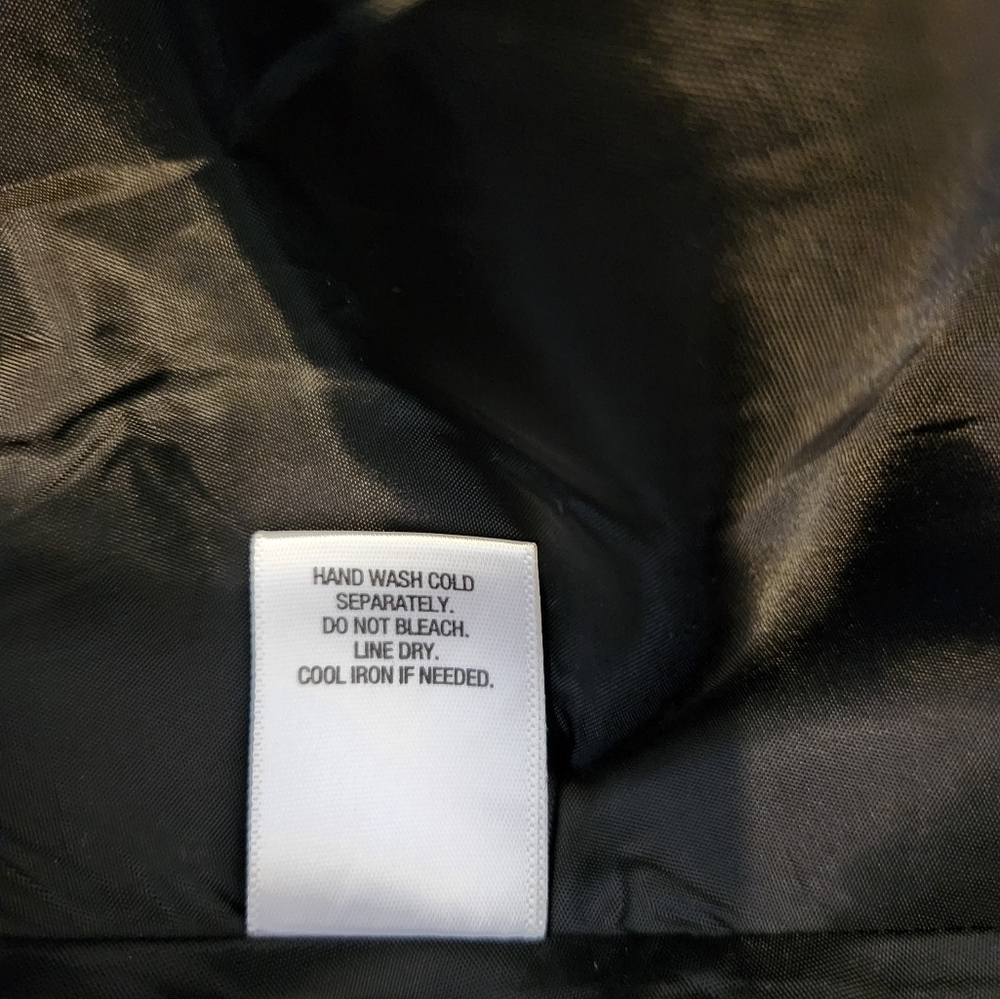 HAND WASH COLD
SEPARATELY.
DO NOT BLEACH.
LINE DRY.
COOL IRON IF NEEDED.